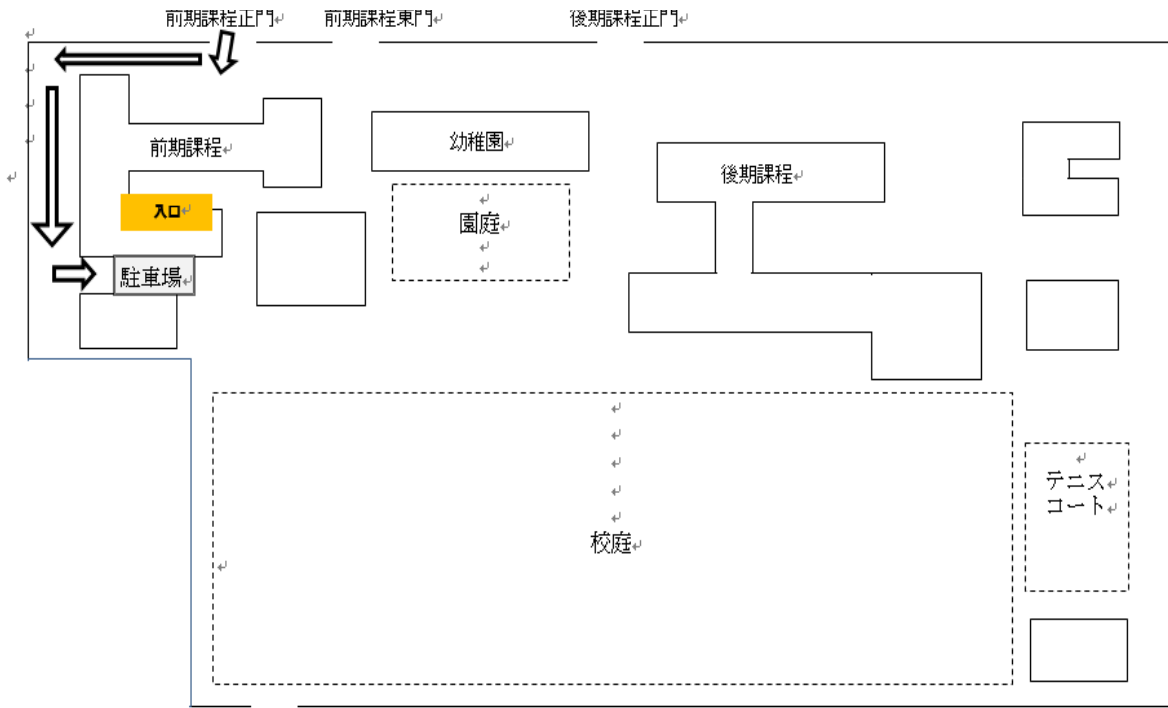 前期課程正門
前期課程東門
後期課程正門
前期課程
幼稚園
後期課程
入口
園庭
駐車場
テニス
コート
校庭